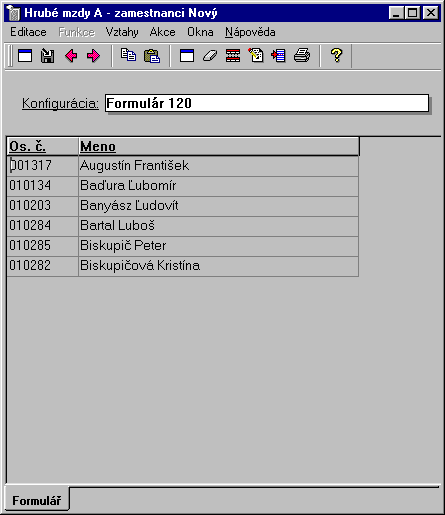 Hrubé mzdy A - zamestnanci Nový
Editace Funkce Vztahy Akce Okna Nápověda
Konfigurácia: Formulár 120
Os. č. Meno
001317 Augustín František
010134 Baďura Ľubomír
010203 Banyász Ľudovít
010284 Bartal Luboš
010285 Biskupič Peter
010282 Biskupičová Kristína
Formulář